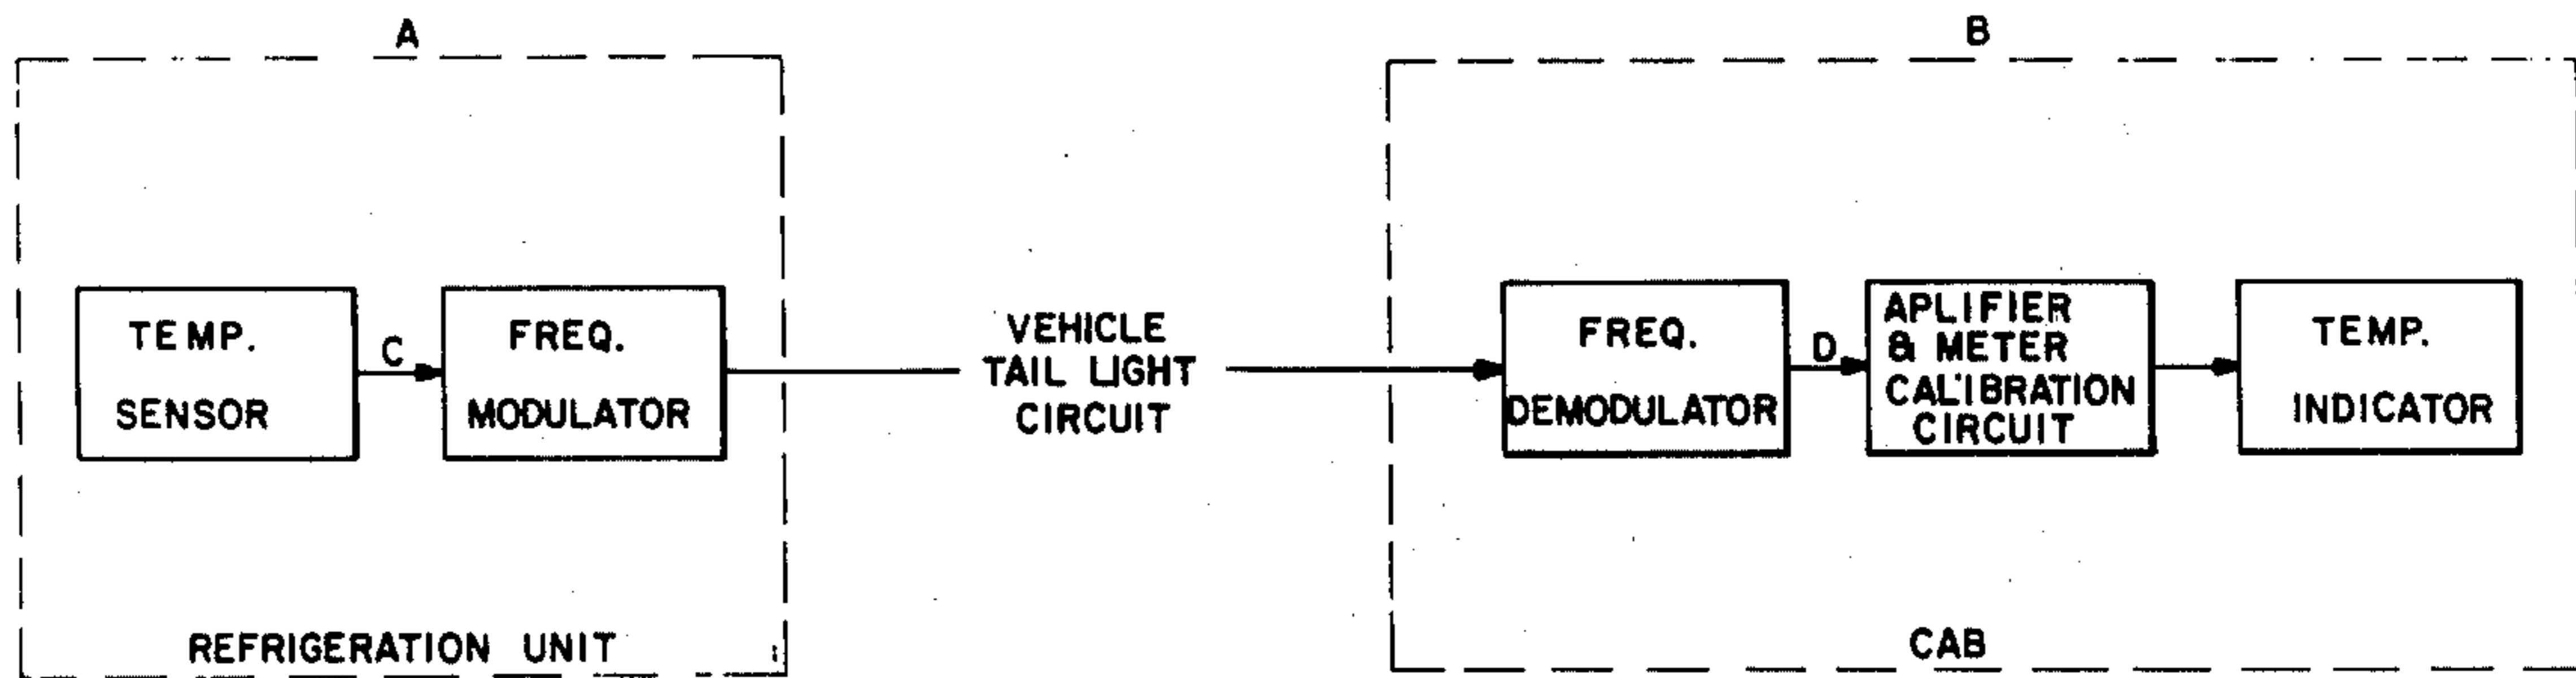 A
B
TEMP.
SENSOR
C
FREQ.
MODULATOR
VEHICLE
TAIL LIGHT
CIRCUIT
FREQ.
DEMODULATOR
D
APLIFIER
& METER
CALIBRATION
CIRCUIT
TEMP.
INDICATOR
REFRIGERATION UNIT
CAB